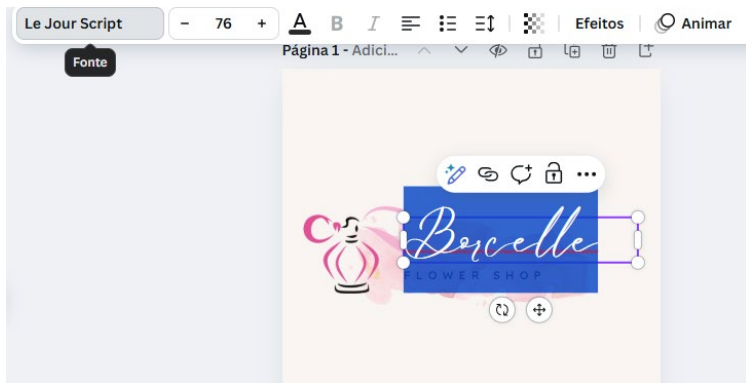 Le Jour Script - 76 + A B I Efeitos Animar
Fonte
Página 1 - Adici...
Borcelle
FLOWER SHOP